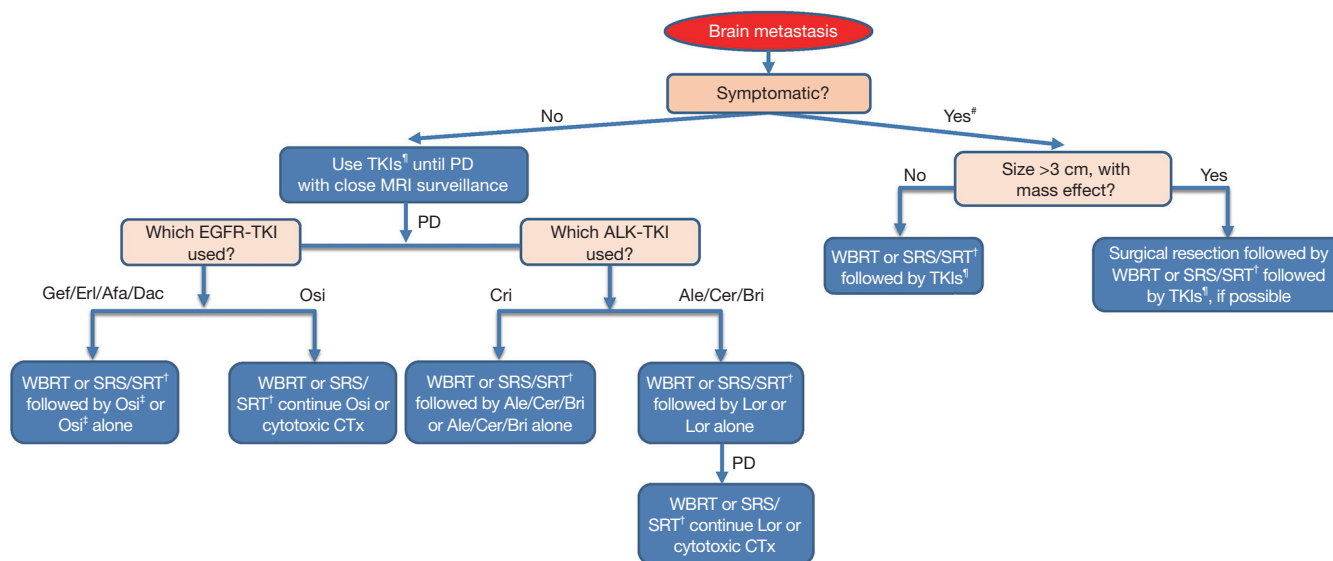 Brain metastasis
Symptomatic?
No
Yes#
Use TKIs¶ until PD
with close MRI surveillance
Size >3 cm, with
mass effect?
No
Yes
PD
Which EGFR-TKI
used?
Which ALK-TKI
used?
WBRT or SRS/SRT†
followed by TKIs¶
Surgical resection followed by
WBRT or SRS/SRT† followed
by TKIs¶, if possible
Gef/Erl/Afa/Dac
Osi
Cri
Ale/Cer/Bri
WBRT or SRS/SRT†
followed by Osi‡ or
Osi‡ alone
WBRT or SRS/
SRT† continue Osi or
cytotoxic CTx
WBRT or SRS/SRT†
followed by Ale/Cer/Bri
or Ale/Cer/Bri alone
WBRT or SRS/SRT†
followed by Lor or
Lor alone
PD
WBRT or SRS/
SRT† continue Lor or
cytotoxic CTx